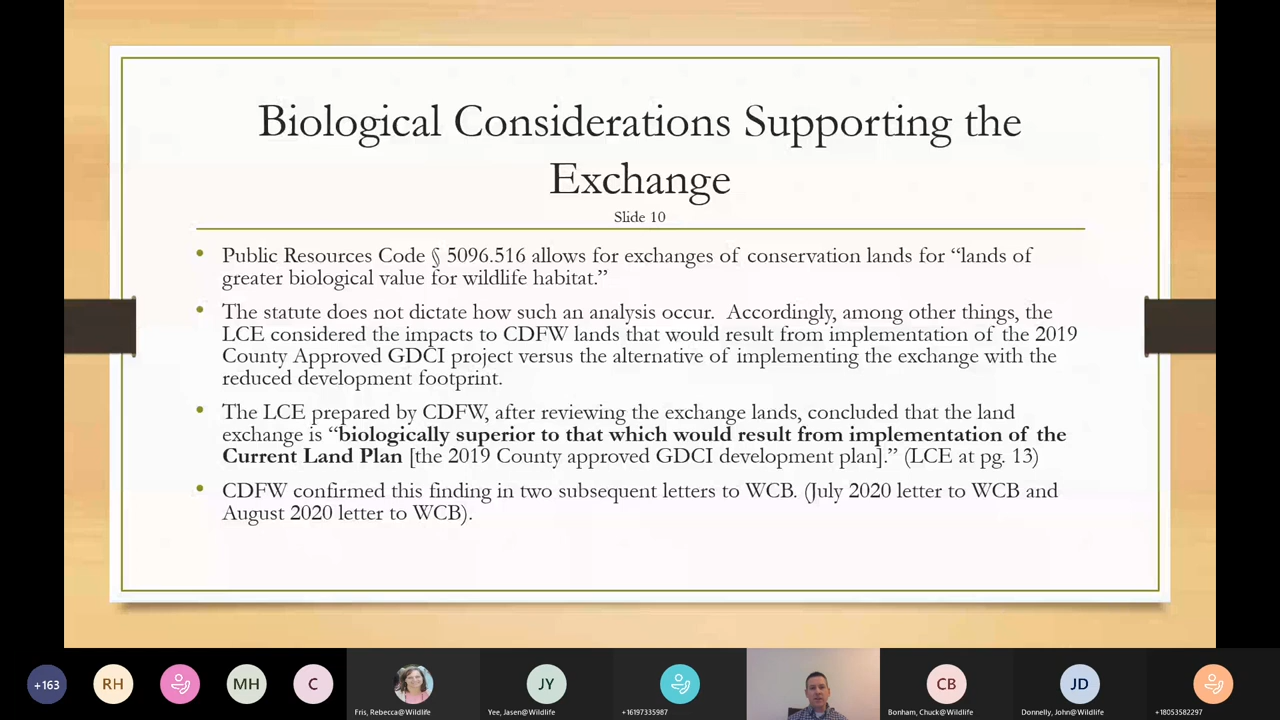 Biological Considerations Supporting the
Exchange
Slide 10
• Public Resources Code § 5096.516 allows for exchanges of conservation lands for “lands of
greater biological value for wildlife habitat.”
• The statute does not dictate how such an analysis occur. Accordingly, among other things, the
LCE considered the impacts to CDFW lands that would result from implementation of the 2019
County Approved GDCI project versus the alternative of implementing the exchange with the
reduced development footprint.
• The LCE prepared by CDFW, after reviewing the exchange lands, concluded that the land
exchange is “biologically superior to that which would result from implementation of the
Current Land Plan [the 2019 County approved GDCI development plan].” (LCE at pg. 13)
• CDFW confirmed this finding in two subsequent letters to WCB. (July 2020 letter to WCB and
August 2020 letter to WCB).
+163 RH MH C JY CB JD
Fris, Rebecca@Wildlife Yee, Jasen@Wildlife +16197335987 Bonham, Chuck@Wildlife Donnelly, John@Wildlife +18053582297